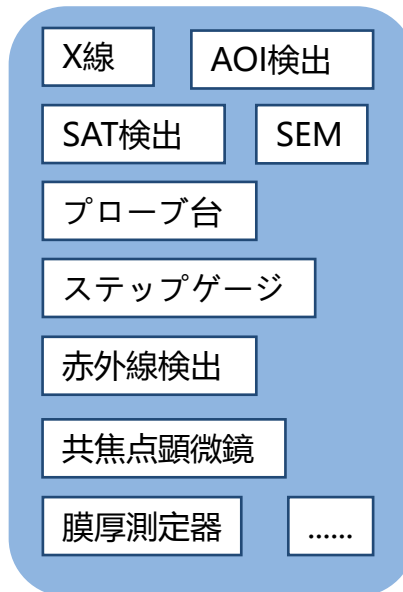 X線 AOI検出
SAT検出 SEM
プローブ台
ステップゲージ
赤外線検出
共焦点顕微鏡
膜厚測定器 ......